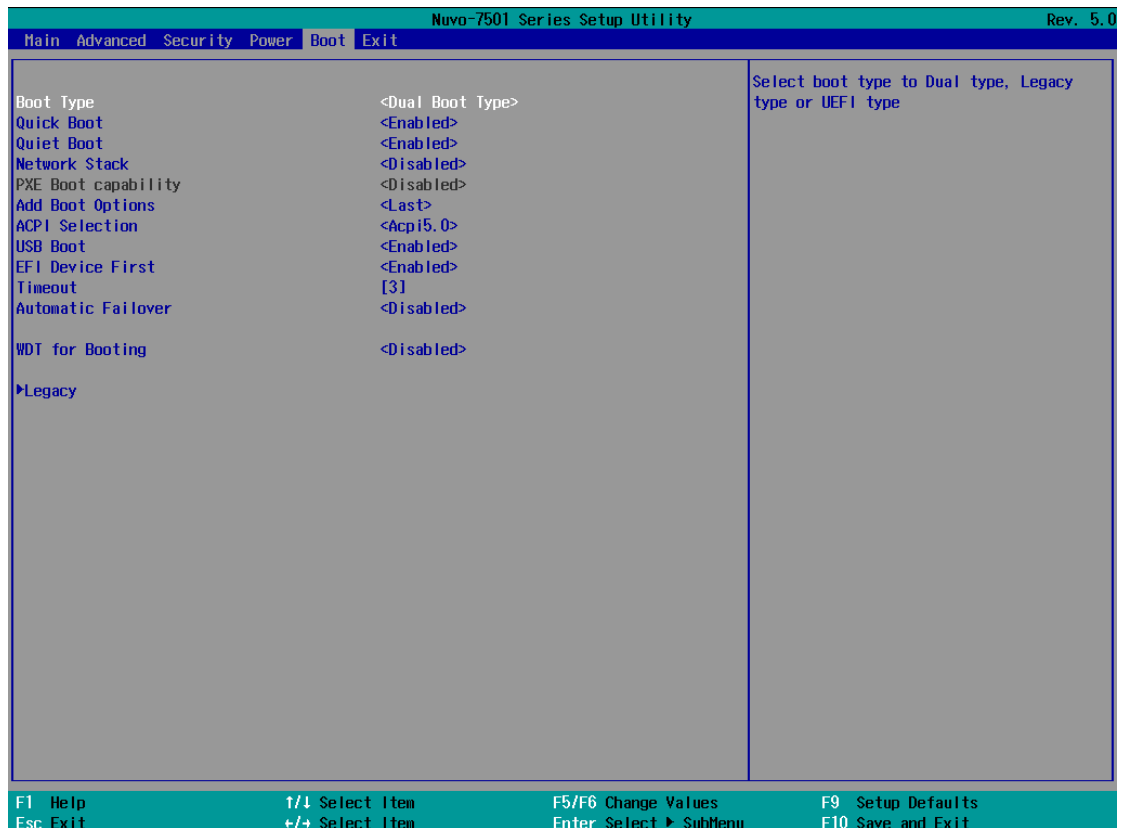 Nuvo-7501 Series Setup Utility Rev. 5.0
Main Advanced Security Power Boot Exit
Select boot type to Dual type, Legacy
type or UEFI type
Boot Type <Dual Boot Type>
Quick Boot <Enabled>
Quiet Boot <Enabled>
Network Stack <Disabled>
PXE Boot capability <Disabled>
Add Boot Options <Last>
ACPI Selection <Acpi5.0>
USB Boot <Enabled>
EFI Device First <Enabled>
Timeout [3]
Automatic Failover <Disabled>
WDT for Booting <Disabled>
▶Legacy
F1 Help ↑/↓ Select Item F5/F6 Change Values F9 Setup Defaults
Esc Exit ←/→ Select Item Enter Select ▶ SubMenu F10 Save and Exit